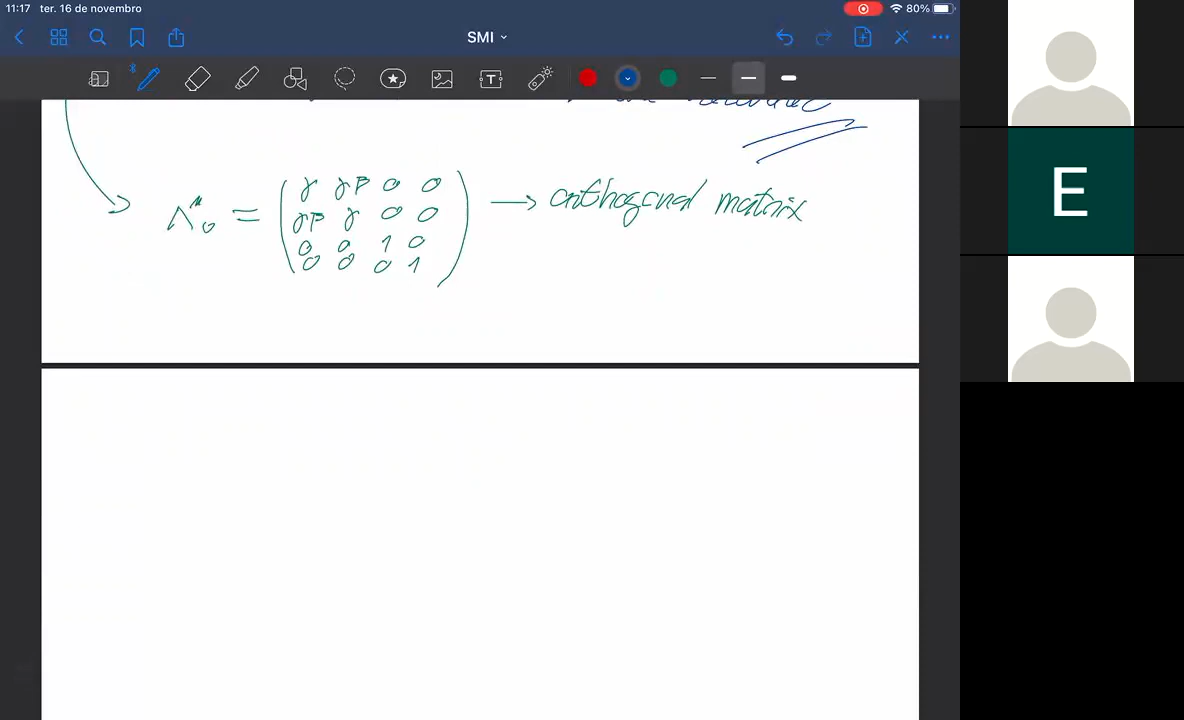 11:17 ter. 16 de novembro
80%
SMI
T
γ γβ 0 0
Λ = γβ γ 0 0 → orthogonal matrix
0 0 1 0
0 0 0 1
E